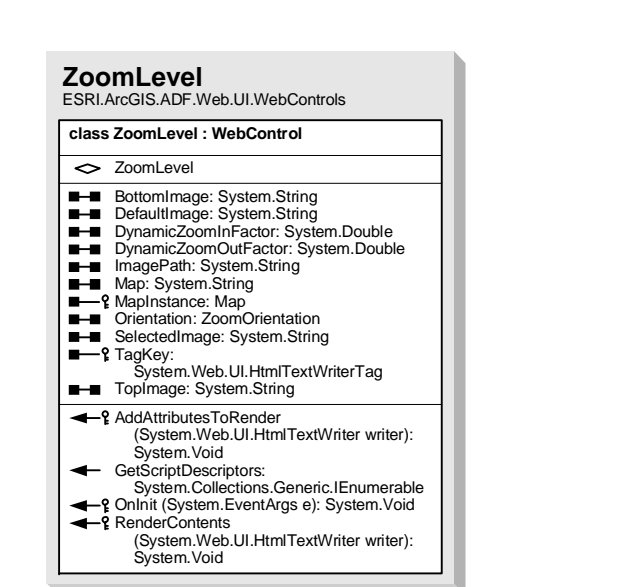 ZoomLevel
ESRI.ArcGIS.ADF.Web.UI.WebControls
class ZoomLevel : WebControl
ZoomLevel
BottomImage: System.String
DefaultImage: System.String
DynamicZoomInFactor: System.Double
DynamicZoomOutFactor: System.Double
ImagePath: System.String
Map: System.String
MapInstance: Map
Orientation: ZoomOrientation
SelectedImage: System.String
TagKey:
System.Web.UI.HtmlTextWriterTag
TopImage: System.String
AddAttributesToRender
(System.Web.UI.HtmlTextWriter writer):
System.Void
GetScriptDescriptors:
System.Collections.Generic.IEnumerable
OnInit (System.EventArgs e): System.Void
RenderContents
(System.Web.UI.HtmlTextWriter writer):
System.Void